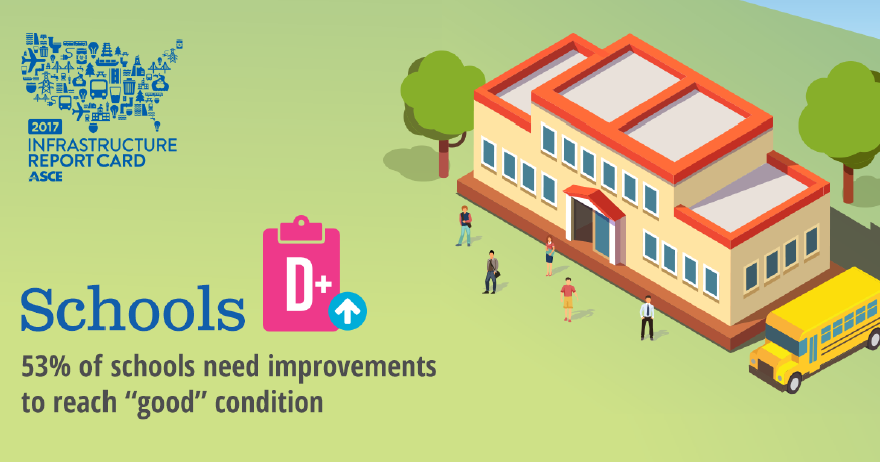 2017
INFRASTRUCTURE
REPORT CARD
ASCE
D+
Schools
53% of schools need improvements
to reach “good” condition